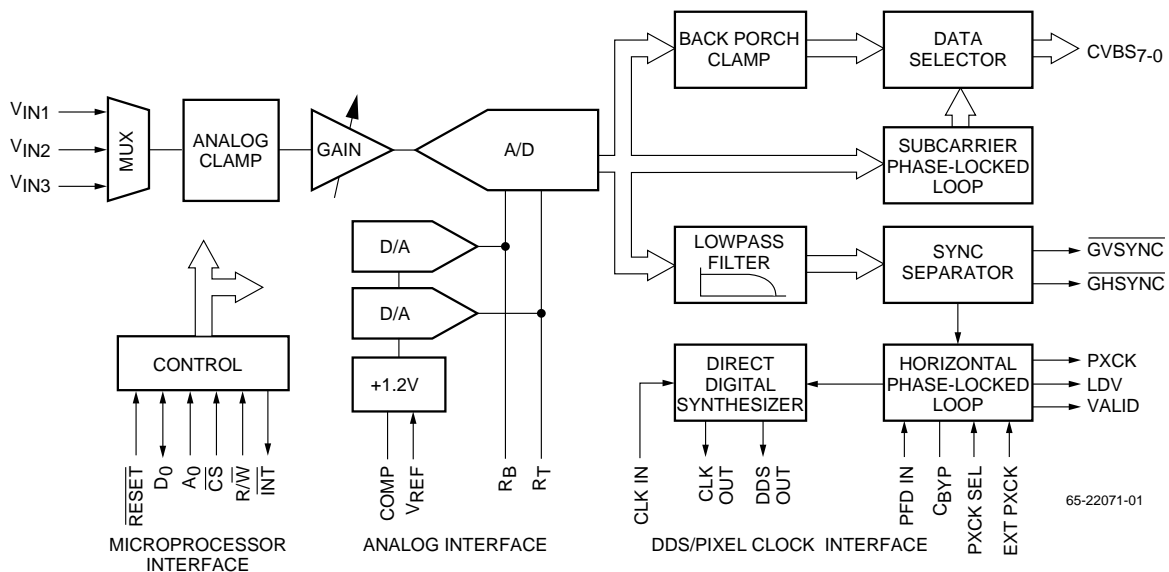 BACK PORCH
CLAMP
DATA
SELECTOR
CVBS7-0
VIN1
VIN2
VIN3
MUX
ANALOG
CLAMP
GAIN
A/D
SUBCARRIER
PHASE-LOCKED
LOOP
D/A
D/A
+1.2V
LOWPASS
FILTER
SYNC
SEPARATOR
GVSYNC
GHSYNC
CONTROL
DIRECT
DIGITAL
SYNTHESIZER
HORIZONTAL
PHASE-LOCKED
LOOP
PXCK
LDV
VALID
RESET
D0
A0
CS
R/W
INT
COMP
VREF
RB
RT
CLK IN
CLK
OUT
DDS
OUT
PFD IN
CBYP
PXCK SEL
EXT PXCK
65-22071-01
MICROPROCESSOR
INTERFACE
ANALOG INTERFACE
DDS/PIXEL CLOCK INTERFACE